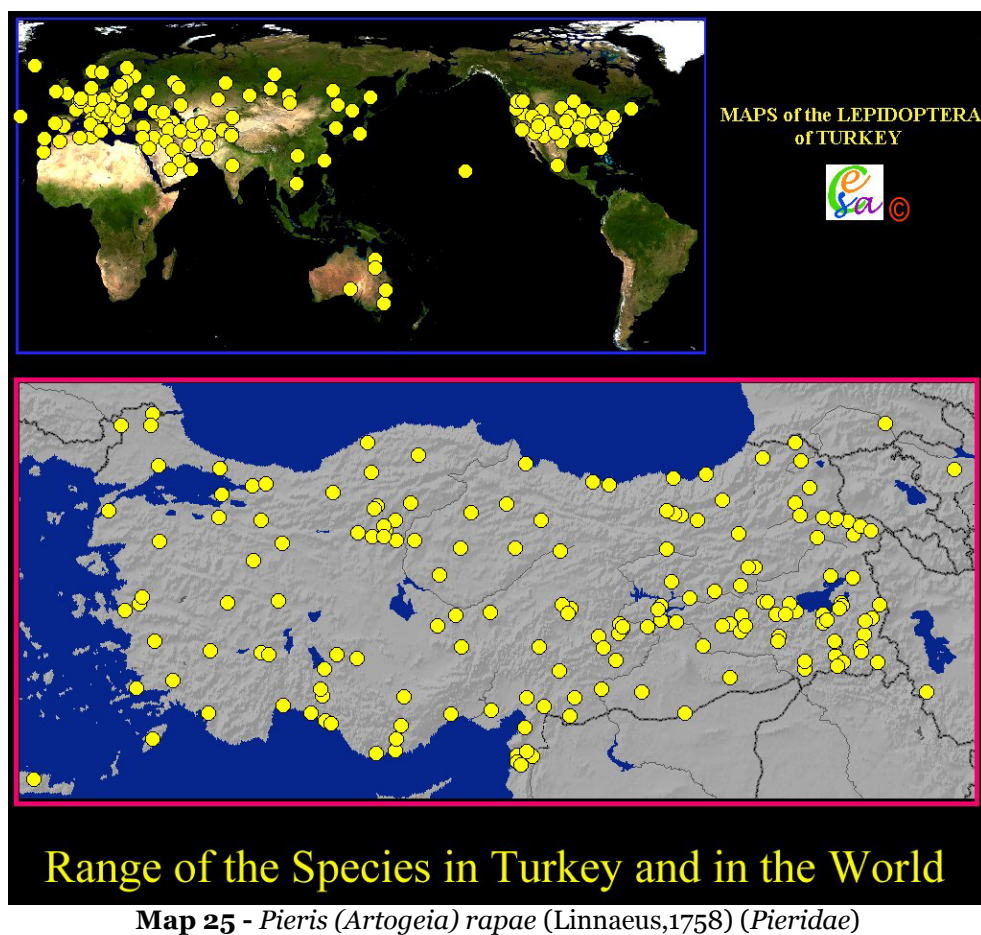 MAPS of the LEPIDOPTERA
of TURKEY
Cesa ©
Range of the Species in Turkey and in the World
Map 25 - Pieris (Artogeia) rapae (Linnaeus,1758) (Pieridae)